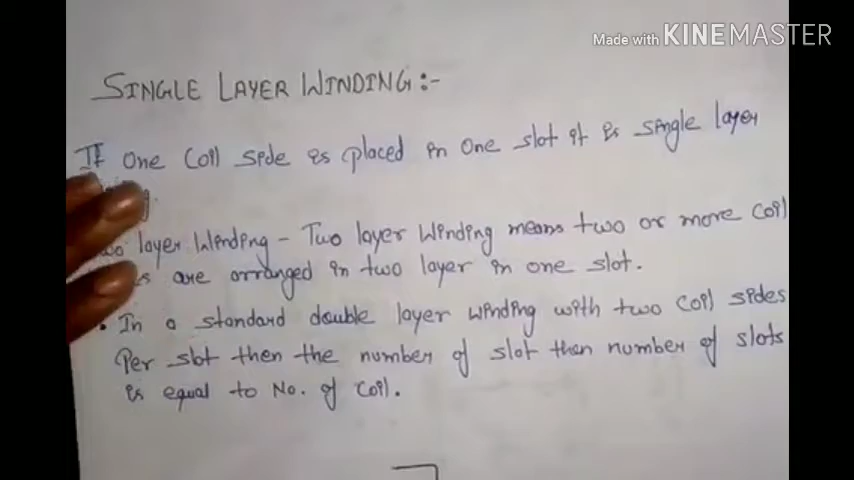 Made with KINEMASTER
SINGLE LAYER WINDING:-
If One Coil side is placed in One slot it is single layer
layer Winding - Two layer Winding means two or more Coil
are arranged in two layer in one slot.
• In a standard double layer winding with two Coil sides
Per slot then the number of slot then number of slots
is equal to No. of Coil.